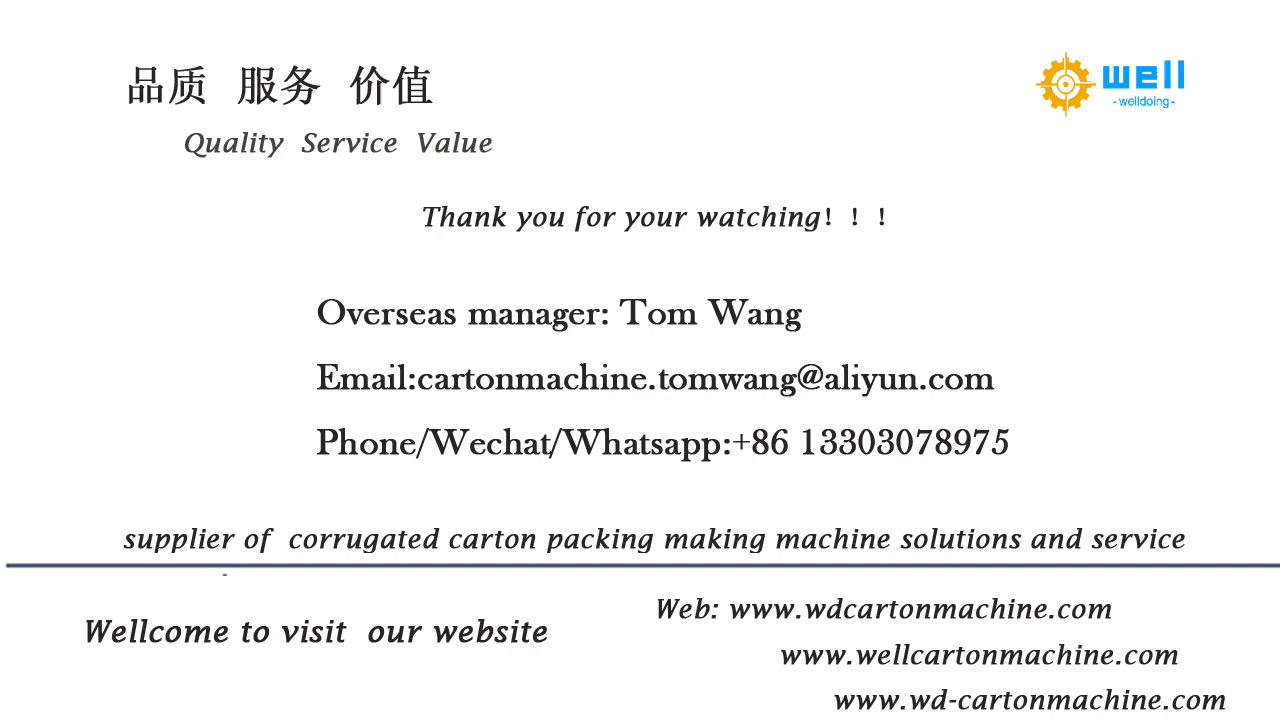 品质 服务 价值
Quality Service Value
well
-welldoing-
Thank you for your watching！！！
Overseas manager: Tom Wang
Email:cartonmachine.tomwang@aliyun.com
Phone/Wechat/Whatsapp:+86 13303078975
supplier of corrugated carton packing making machine solutions and service
Wellcome to visit our website
Web: www.wdcartonmachine.com
www.wellcartonmachine.com
www.wd-cartonmachine.com